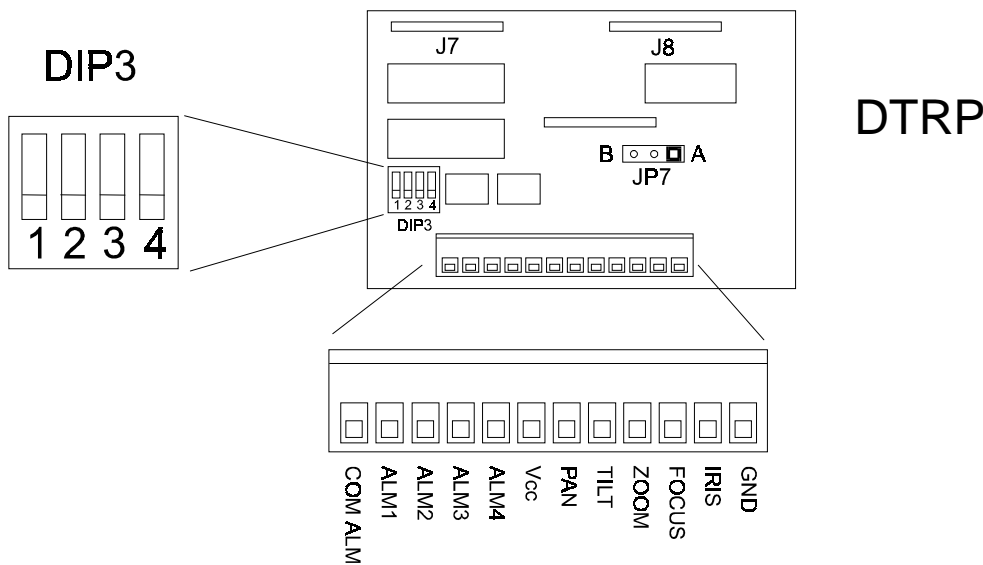 J7
J8
DIP3
DTRP
B
A
JP7
1 2 3 4
DIP3
1 2 3 4
COM ALM
ALM1
ALM2
ALM3
ALM4
Vcc
PAN
TILT
ZOOM
FOCUS
IRIS
GND